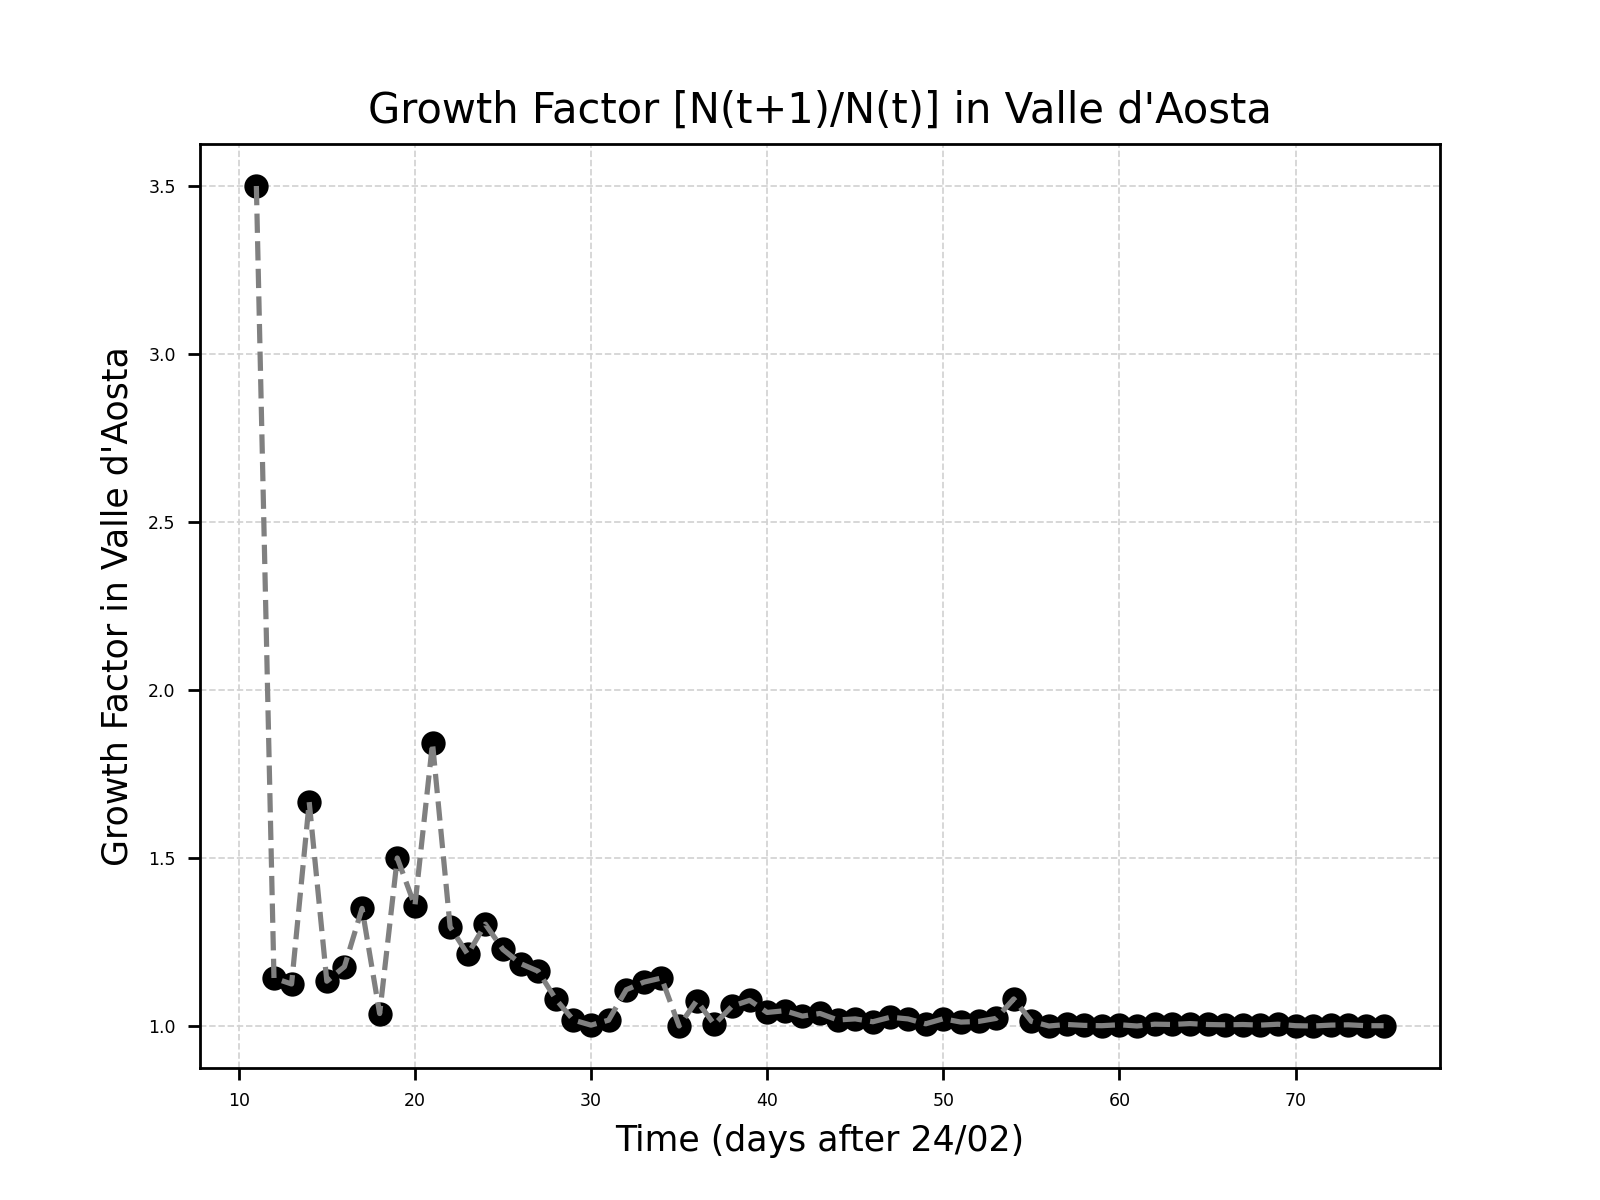 Growth Factor [N(t+1)/N(t)] in Valle d'Aosta
Growth Factor in Valle d'Aosta
3.5
3.0
2.5
2.0
1.5
1.0
10 20 30 40 50 60 70
Time (days after 24/02)